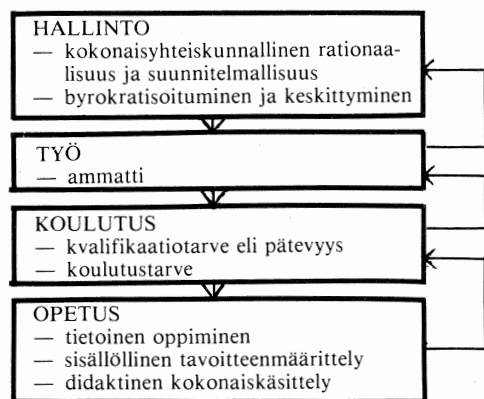 HALLINTO
— kokonaisyhteiskunnallinen rationaa-
lisuus ja suunnitelmallisuus
— byrokratisoituminen ja keskittyminen
TYÖ
— ammatti
KOULUTUS
— kvalifikaatiotarve eli pätevyys
— koulutustarve
OPETUS
— tietoinen oppiminen
— sisällöllinen tavoitteenmäärittely
— didaktinen kokonaiskäsittely